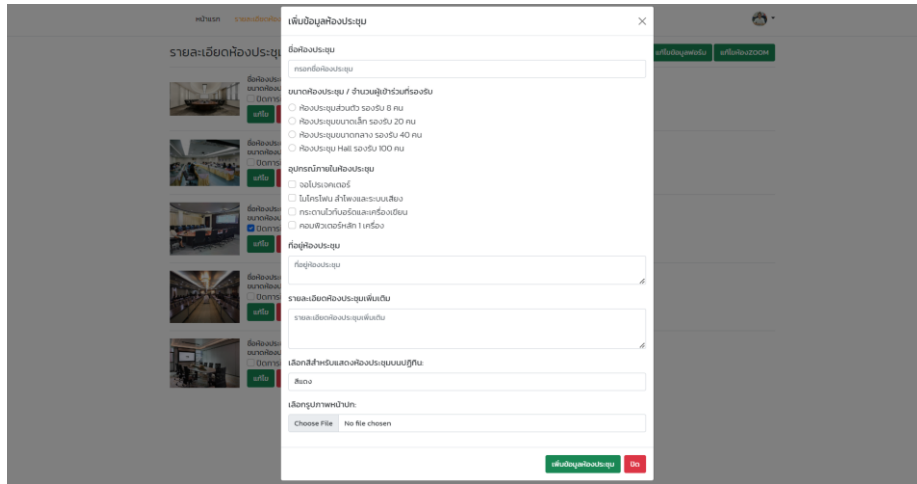 หน้าแรก
เพิ่มข้อมูลห้องประชุม
รายละเอียดห้องประชุ
แก้ไขข้อมูลฟอร์ม แก้ไขห้องZOOM
ชื่อห้องประชุม
กรอกชื่อห้องประชุม
ขนาดห้องประชุม / จำนวนผู้เข้าร่วมที่รองรับ
ห้องประชุมส่วนตัว รองรับ 8 คน
ห้องประชุมขนาดเล็ก รองรับ 20 คน
ห้องประชุมขนาดกลาง รองรับ 40 คน
ห้องประชุม Hall รองรับ 100 คน
อุปกรณ์ภายในห้องประชุม
จอโปรเจคเตอร์
ไมโครโฟน ลำโพงและระบบเสียง
กระดานไวท์บอร์ดและเครื่องเขียน
คอมพิวเตอร์หลัก 1 เครื่อง
ที่อยู่ห้องประชุม
ที่อยู่ห้องประชุม
รายละเอียดห้องประชุมเพิ่มเติม
รายละเอียดห้องประชุมเพิ่มเติม
เลือกสีสำหรับแสดงห้องประชุมบนปฏิทิน:
สีแดง
เลือกรูปภาพหน้าปก:
Choose File No file chosen
เพิ่มข้อมูลห้องประชุม ปิด
แก้ไข
แก้ไข
แก้ไข
แก้ไข
แก้ไข